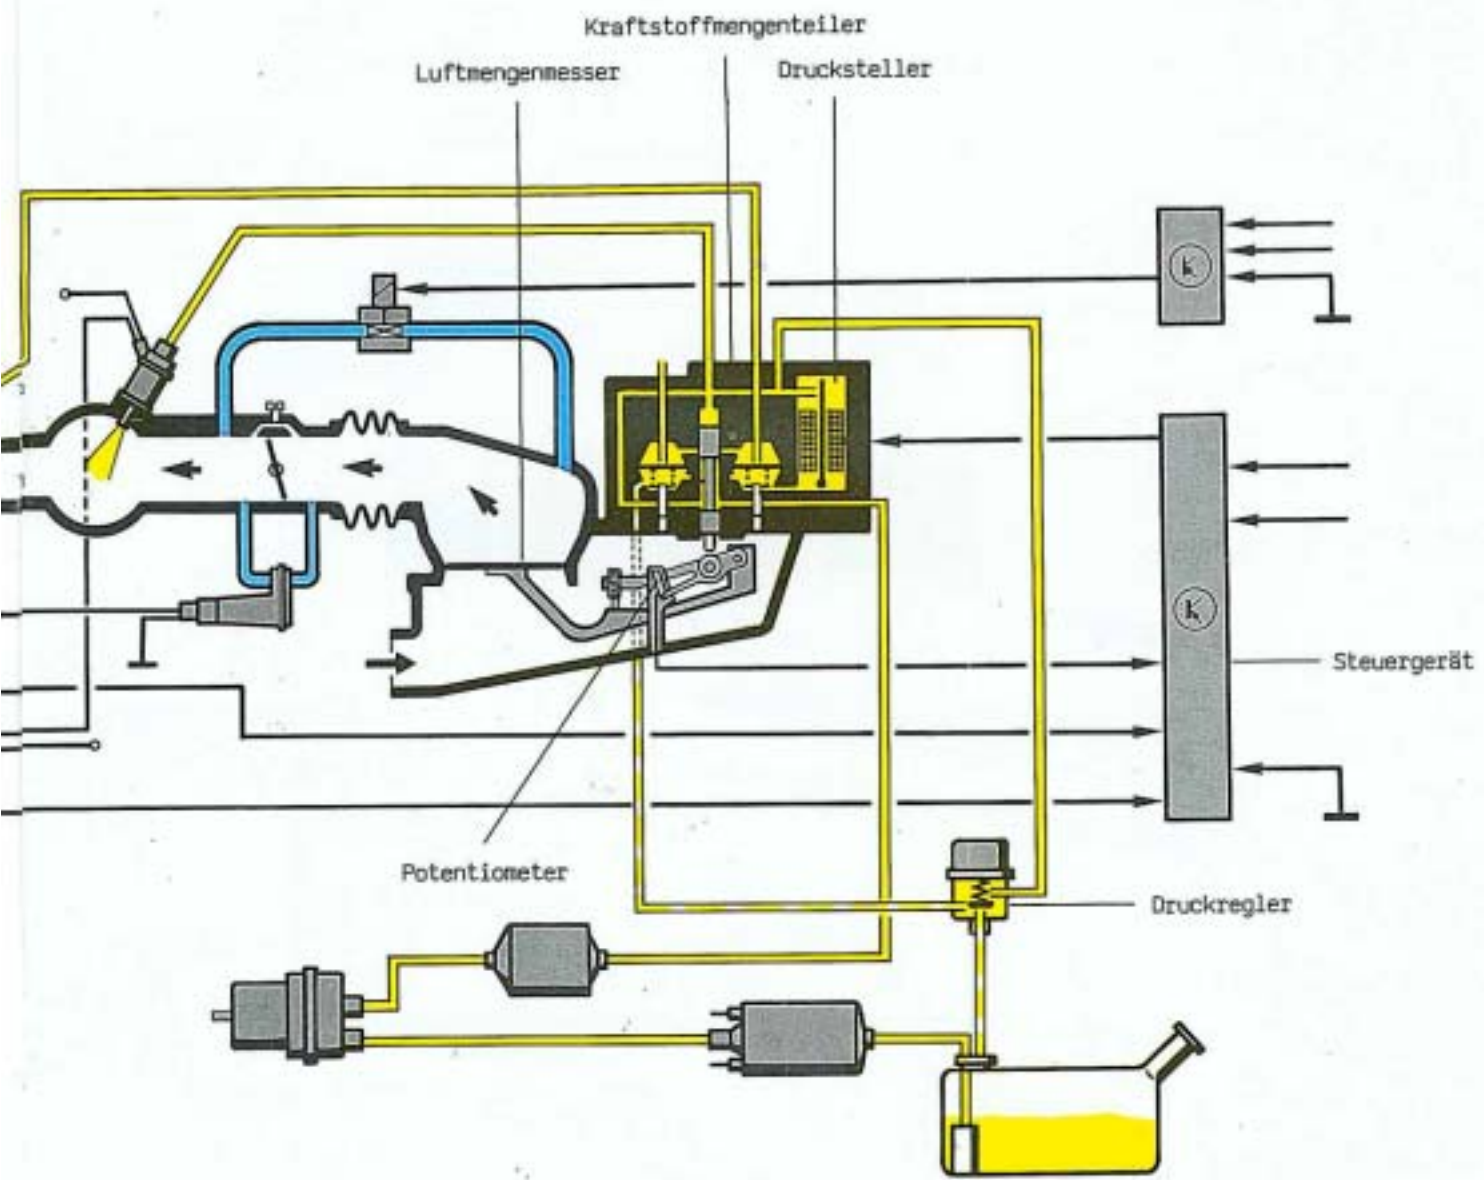 Kraftstoffmengenteiler
Luftmengenmesser
Drucksteller
k
k
Steuergerät
Potentiometer
Druckregler